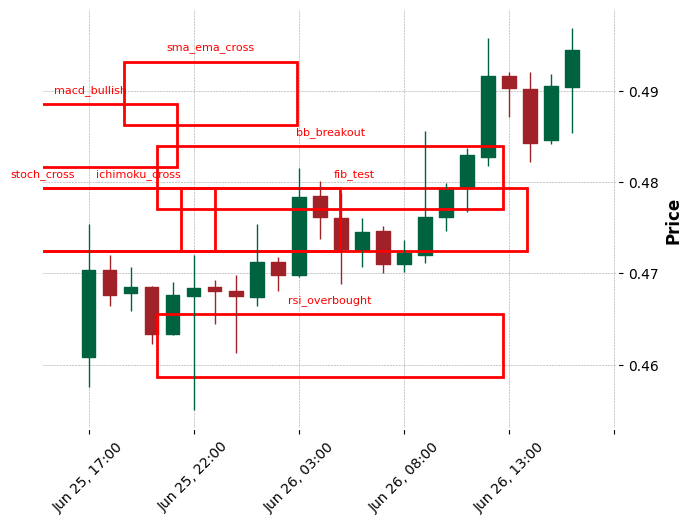 sma_ema_cross
macd_bullish
bb_breakout
stoch_cross
ichimoku_cross
fib_test
rsi_overbought
0.49
0.48
0.47
0.46
Price
Jun 25, 17:00
Jun 25, 22:00
Jun 26, 03:00
Jun 26, 08:00
Jun 26, 13:00